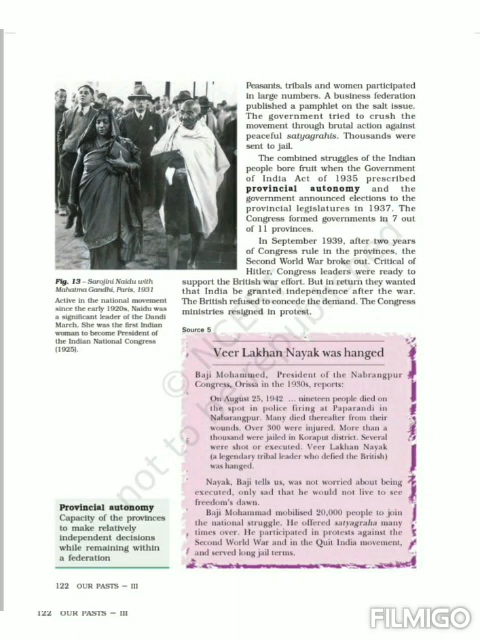 Peasants, tribals and women participated
in large numbers. A business federation
published a pamphlet on the salt issue.
The government tried to crush the
movement through brutal action against
peaceful satyagrahis. Thousands were
sent to jail.
The combined struggles of the Indian
people bore fruit when the Government
of India Act of 1935 prescribed
provincial autonomy and the
government announced elections to the
provincial legislatures in 1937. The
Congress formed governments in 7 out
of 11 provinces.
In September 1939, after two years
of Congress rule in the provinces, the
Second World War broke out. Critical of
Hitler, Congress leaders were ready to
support the British war effort. But in return they wanted
that India be granted independence after the war.
The British refused to concede the demand. The Congress
ministries resigned in protest.
Fig. 13 – Sarojini Naidu with
Mahatma Gandhi, Paris, 1931
Active in the national movement
since the early 1920s, Naidu was
a significant leader of the Dandi
March. She was the first Indian
woman to become President of
the Indian National Congress
(1925).
Source 5
Veer Lakhan Nayak was hanged
Baji Mohammed, President of the Nabrangpur
Congress, Orissa in the 1930s, reports:
On August 25, 1942 ... nineteen people died on
the spot in police firing at Paparandi in
Nabarangpur. Many died thereafter from their
wounds. Over 300 were injured. More than a
thousand were jailed in Koraput district. Several
were shot or executed. Veer Lakhan Nayak
(a legendary tribal leader who defied the British)
was hanged.
Nayak, Baji tells us, was not worried about being
executed, only sad that he would not live to see
freedom's dawn.
Baji Mohammad mobilised 20,000 people to join
the national struggle. He offered satyagraha many
times over. He participated in protests against the
Second World War and in the Quit India movement,
and served long jail terms.
Provincial autonomy
Capacity of the provinces
to make relatively
independent decisions
while remaining within
a federation
122 OUR PASTS – III
122 OUR PASTS – III
© NCERT
not to be republished
FILMIGO